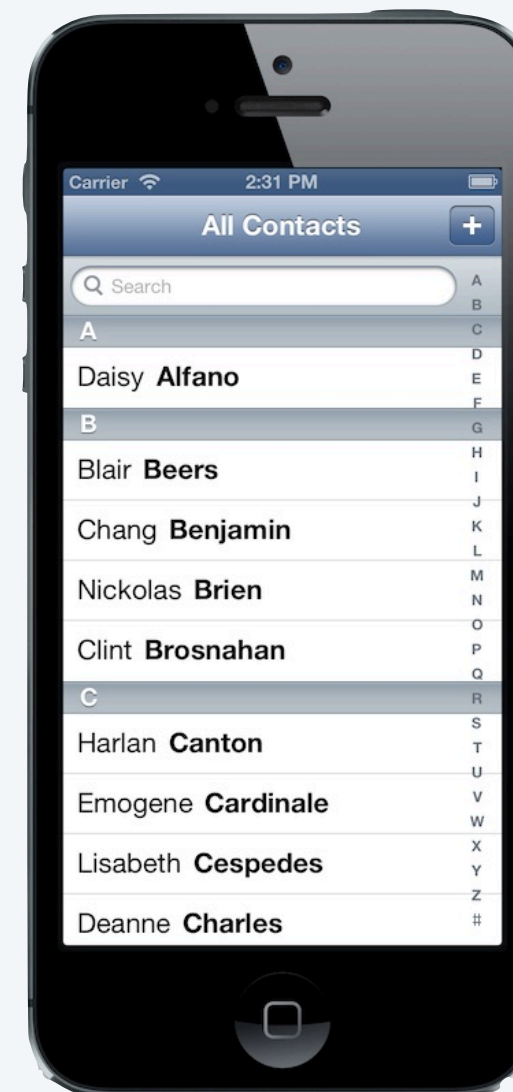 Carrier 2:31 PM
All Contacts +
Search
A
Daisy Alfano
B
Blair Beers
Chang Benjamin
Nickolas Brien
Clint Brosnahan
C
Harlan Canton
Emogene Cardinale
Lisabeth Cespedes
Deanne Charles
A
B
C
D
E
F
G
H
I
J
K
L
M
N
O
P
Q
R
S
T
U
V
W
X
Y
Z
#